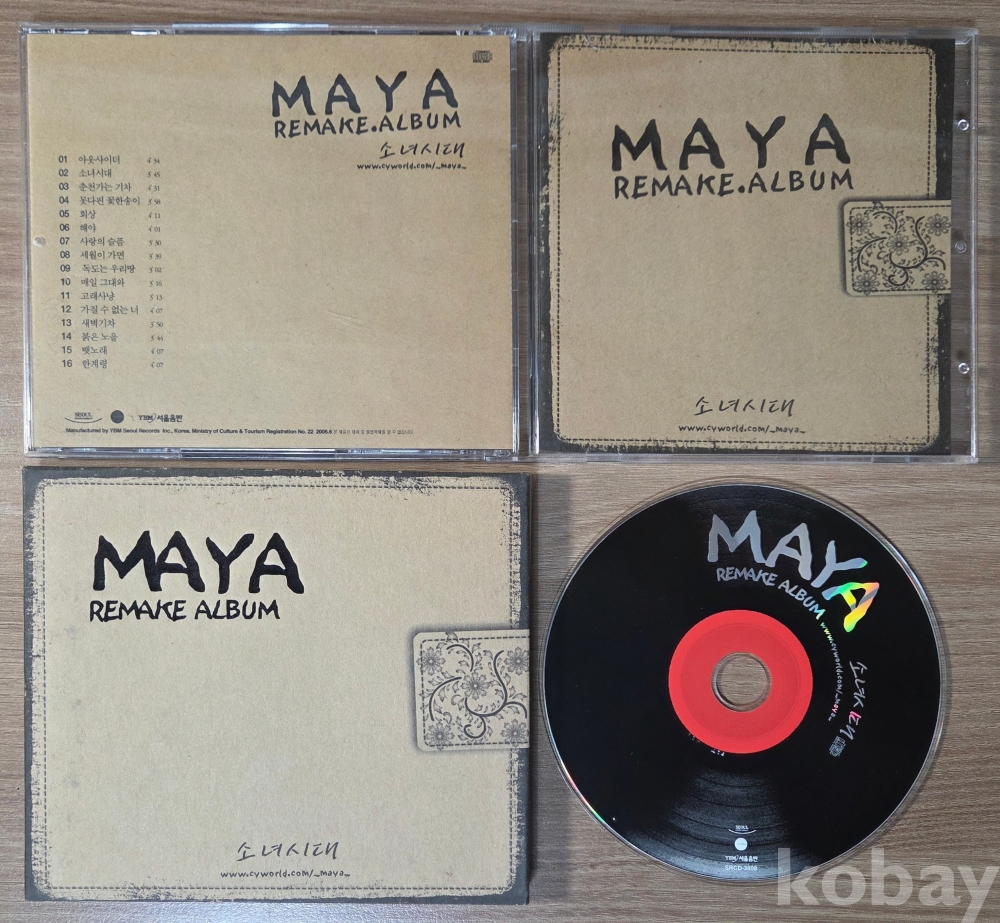 MAYA
REMAKE.ALBUM
소녀시대
www.cyworld.com/_maya_
01 아웃사이더 4' 34
02 소녀시대 3' 45
03 춘천가는 기차 4' 31
04 못다핀 꽃한송이 3' 58
05 회상 4' 11
06 해야 4' 01
07 사랑의 슬픔 3' 30
08 세월이 가면 3' 39
09 독도는 우리땅 3' 02
10 매일 그대와 3' 16
11 고래사냥 3' 13
12 가질 수 없는 너 4' 07
13 새벽기차 3' 50
14 붉은 노을 3' 44
15 뱃노래 4' 07
16 한계령 4' 07
SEOUL
YBM 서울음반
Manufactured by YBM Seoul Records Inc., Korea, Ministry of Culture & Tourism Registration No. 22 2006.6
MAYA
REMAKE.ALBUM
소녀시대
www.cyworld.com/_maya_
MAYA
REMAKE ALBUM
소녀시대
www.cyworld.com/_maya_
MAYA
REMAKE ALBUM
www.cyworld.com/_maya_
소녀시대
SEOUL
YBM 서울음반
kobay